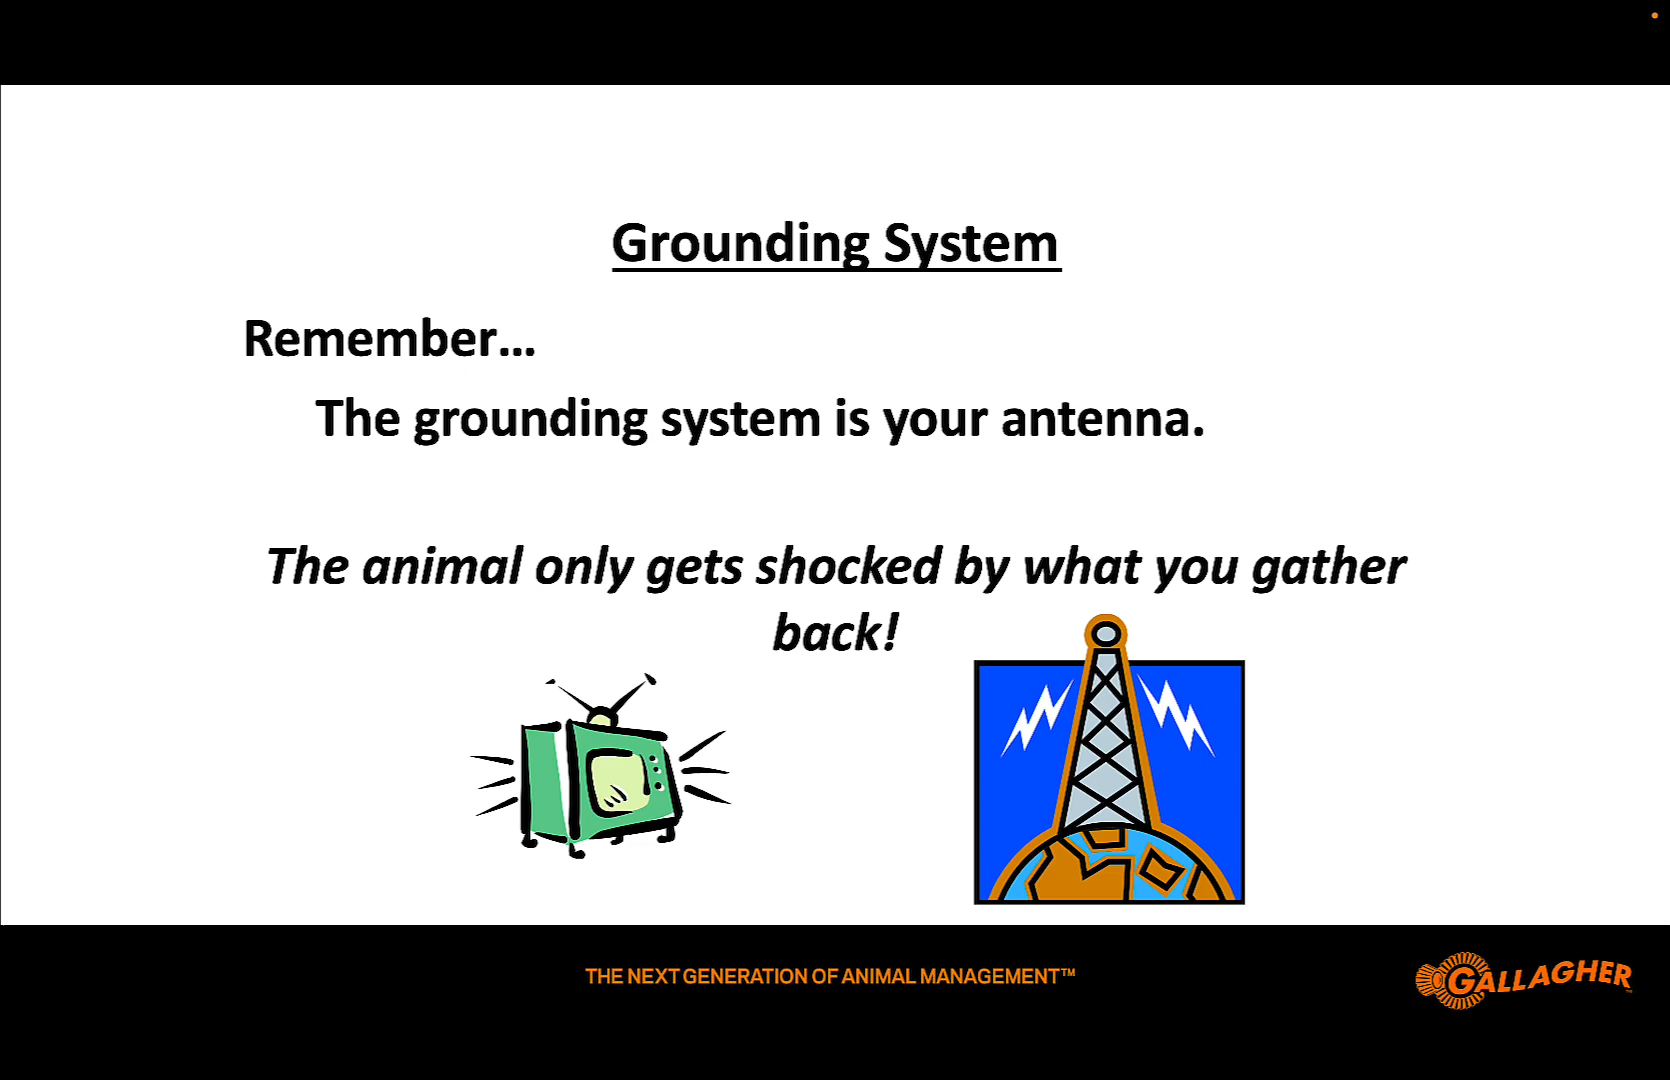 Grounding System
Remember…
The grounding system is your antenna.
The animal only gets shocked by what you gather
back!
THE NEXT GENERATION OF ANIMAL MANAGEMENT™
GALLAGHER™